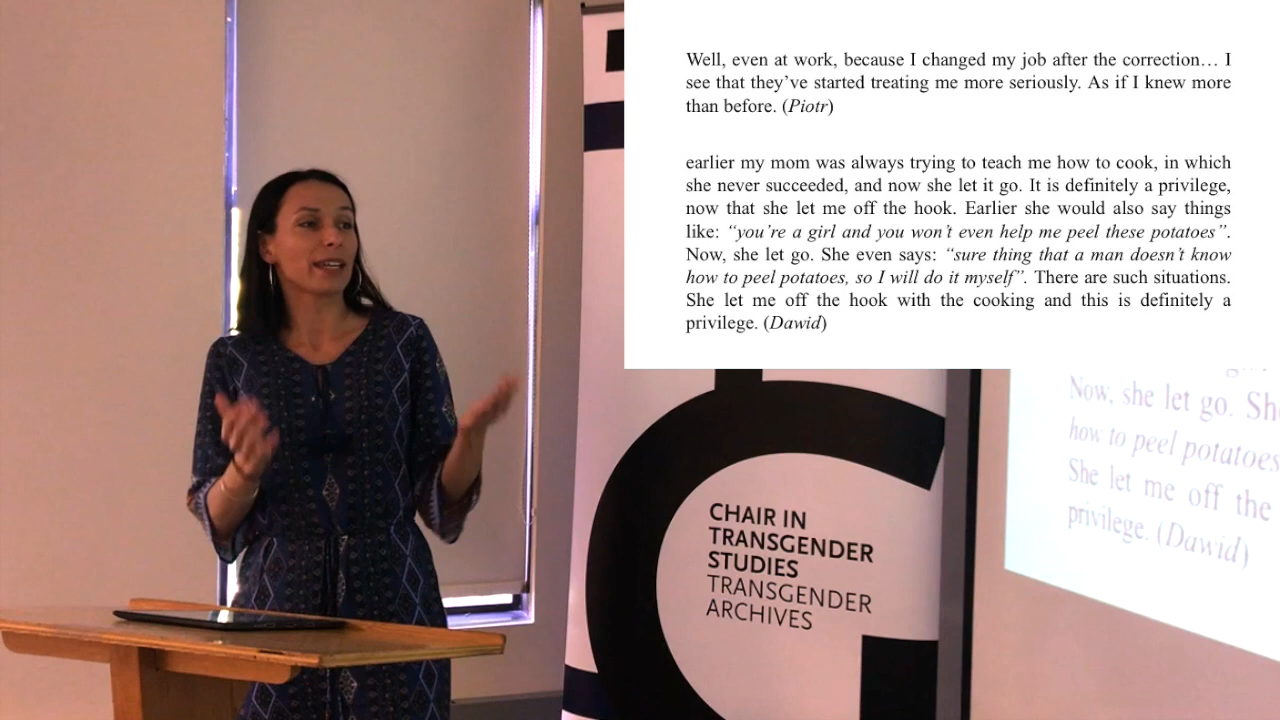 Well, even at work, because I changed my job after the correction… I
see that they’ve started treating me more seriously. As if I knew more
than before. (Piotr)
earlier my mom was always trying to teach me how to cook, in which
she never succeeded, and now she let it go. It is definitely a privilege,
now that she let me off the hook. Earlier she would also say things
like: “you’re a girl and you won’t even help me peel these potatoes”.
Now, she let go. She even says: “sure thing that a man doesn’t know
how to peel potatoes, so I will do it myself”. There are such situations.
She let me off the hook with the cooking and this is definitely a
privilege. (Dawid)
CHAIR IN
TRANSGENDER
STUDIES
TRANSGENDER
ARCHIVES
Now, she let go. Sh
how to peel potatoes
She let me off the
privilege. (Dawid)